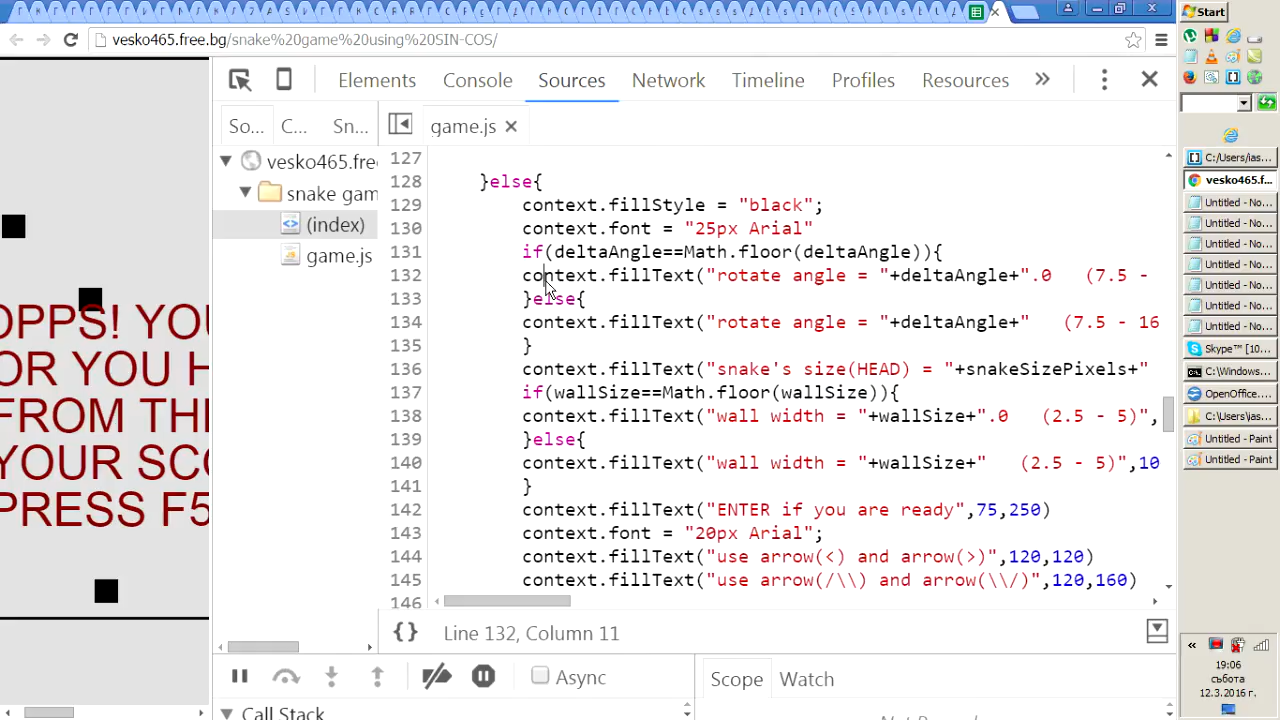 vesko465.free.bg/snake%20game%20using%20SIN-COS/
Start
Elements Console Sources Network Timeline Profiles Resources »
So... C... Sn... game.js
vesko465.fre
snake gam
(index)
game.js
127
128 }else{
129 context.fillStyle = "black";
130 context.font = "25px Arial"
131 if(deltaAngle==Math.floor(deltaAngle)){
132 context.fillText("rotate angle = "+deltaAngle+".0   (7.5 -
133 }else{
134 context.fillText("rotate angle = "+deltaAngle+"   (7.5 - 16
135 }
136 context.fillText("snake's size(HEAD) = "+snakeSizePixels+"
137 if(wallSize==Math.floor(wallSize)){
138 context.fillText("wall width = "+wallSize+".0   (2.5 - 5)",
139 }else{
140 context.fillText("wall width = "+wallSize+"   (2.5 - 5)",10
141 }
142 context.fillText("ENTER if you are ready",75,250)
143 context.font = "20px Arial";
144 context.fillText("use arrow(<) and arrow(>)",120,120)
145 context.fillText("use arrow(/\\) and arrow(\\/)",120,160)
146
{} Line 132, Column 11
Async
Scope Watch
Call Stack
OPPS! YOU
OR YOU H
FROM THE
YOUR SCO
PRESS F5
C:/Users/ias...
vesko465.f...
Untitled - No...
Untitled - No...
Untitled - No...
Untitled - No...
Untitled - No...
Untitled - No...
Untitled - No...
Skype™ [10...
C:\Windows...
OpenOffice....
C:\Users\ias...
Untitled - Paint
Untitled - Paint
19:06
събота
12.3.2016 г.